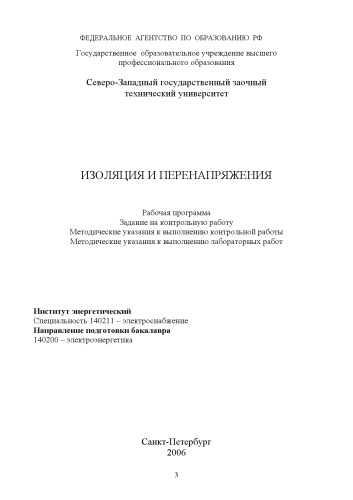 ФЕДЕРАЛЬНОЕ АГЕНТСТВО ПО ОБРАЗОВАНИЮ РФ
Государственное образовательное учреждение высшего
профессионального образования
Северо-Западный государственный заочный
технический университет
ИЗОЛЯЦИЯ И ПЕРЕНАПРЯЖЕНИЯ
Рабочая программа
Задание на контрольную работу
Методические указания к выполнению контрольной работы
Методические указания к выполнению лабораторных работ
Институт энергетический
Специальность 140211 – электроснабжение
Направление подготовки бакалавра
140200 – электроэнергетика
Санкт-Петербург
2006
3